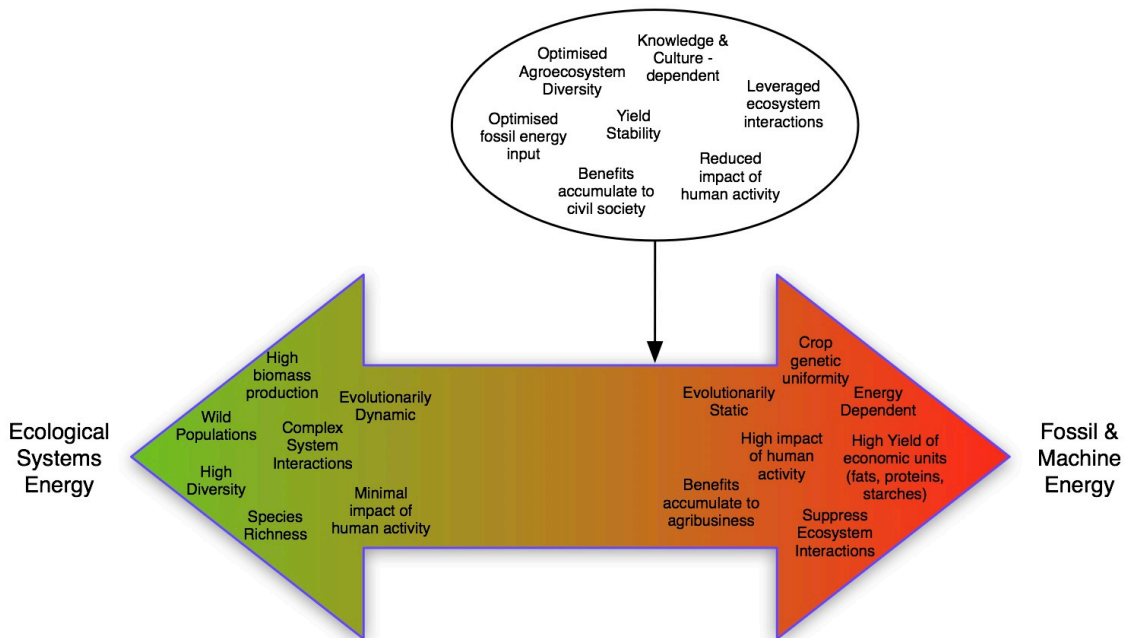 Optimised
Agroecosystem
Diversity
Knowledge &
Culture -
dependent
Leveraged
ecosystem
interactions
Optimised
fossil energy
input
Yield
Stability
Benefits
accumulate to
civil society
Reduced
impact of
human activity
Ecological
Systems
Energy
High
biomass
production
Wild
Populations
Evolutionarily
Dynamic
Complex
System
Interactions
High
Diversity
Minimal
impact of
human activity
Species
Richness
Crop
genetic
uniformity
Evolutionarily
Static
Energy
Dependent
High impact
of human
activity
High Yield of
economic units
(fats, proteins,
starches)
Benefits
accumulate to
agribusiness
Suppress
Ecosystem
Interactions
Fossil &
Machine
Energy